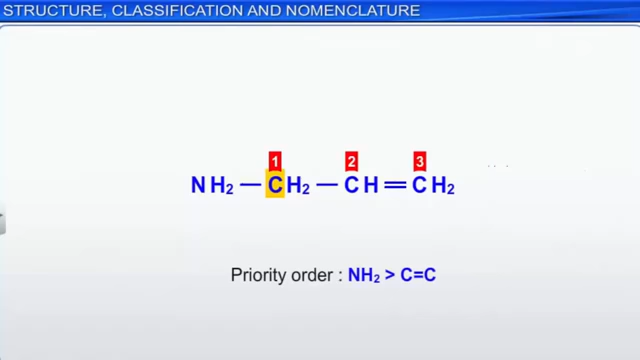 STRUCTURE, CLASSIFICATION AND NOMENCLATURE
1 2 3
NH₂ — CH₂ — CH = CH₂
Priority order : NH₂ > C=C